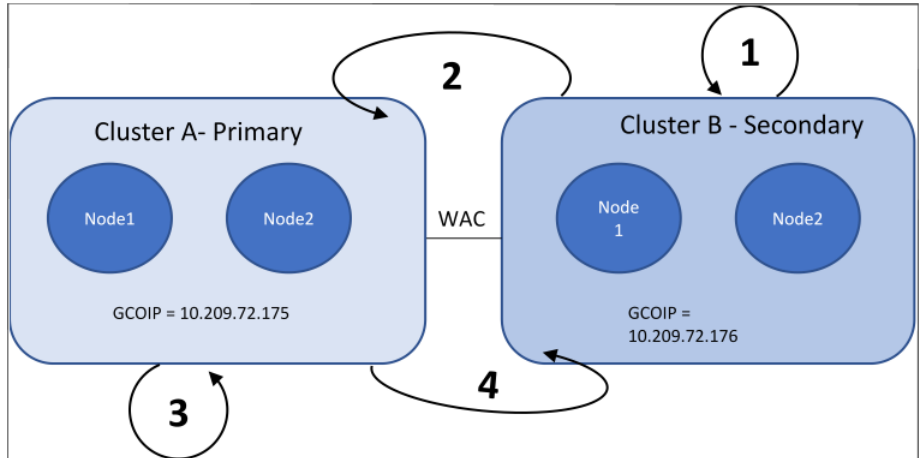 1
2
Cluster A- Primary
Cluster B - Secondary
Node1
Node2
Node
1
Node2
WAC
GCOIP = 10.209.72.175
GCOIP =
10.209.72.176
3
4